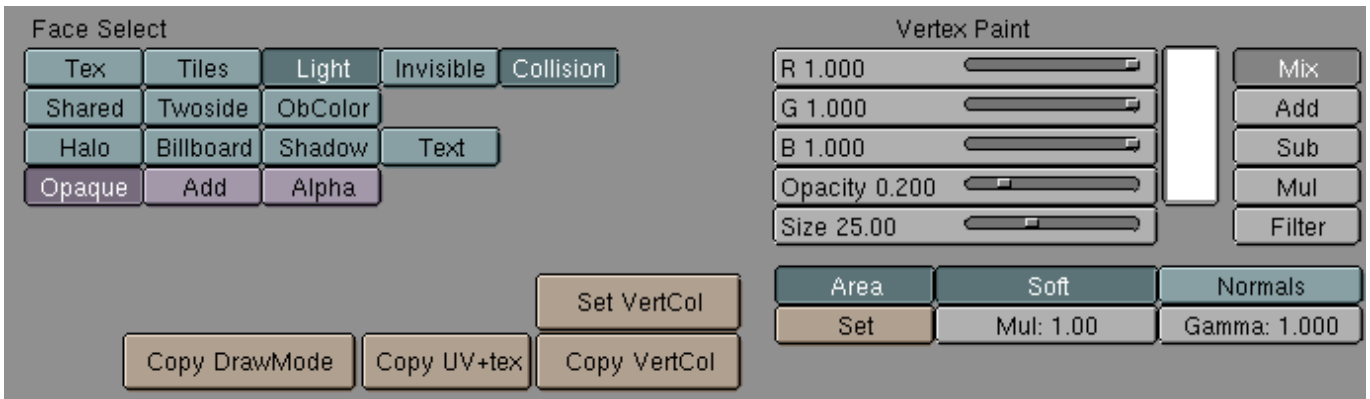 Face Select
Tex Tiles Light Invisible Collision
Shared Twoside ObColor
Halo Billboard Shadow Text
Opaque Add Alpha
Set VertCol
Copy DrawMode Copy UV+tex Copy VertCol
Vertex Paint
R 1.000 Mix
G 1.000 Add
B 1.000 Sub
Opacity 0.200 Mul
Size 25.00 Filter
Area Soft Normals
Set Mul: 1.00 Gamma: 1.000